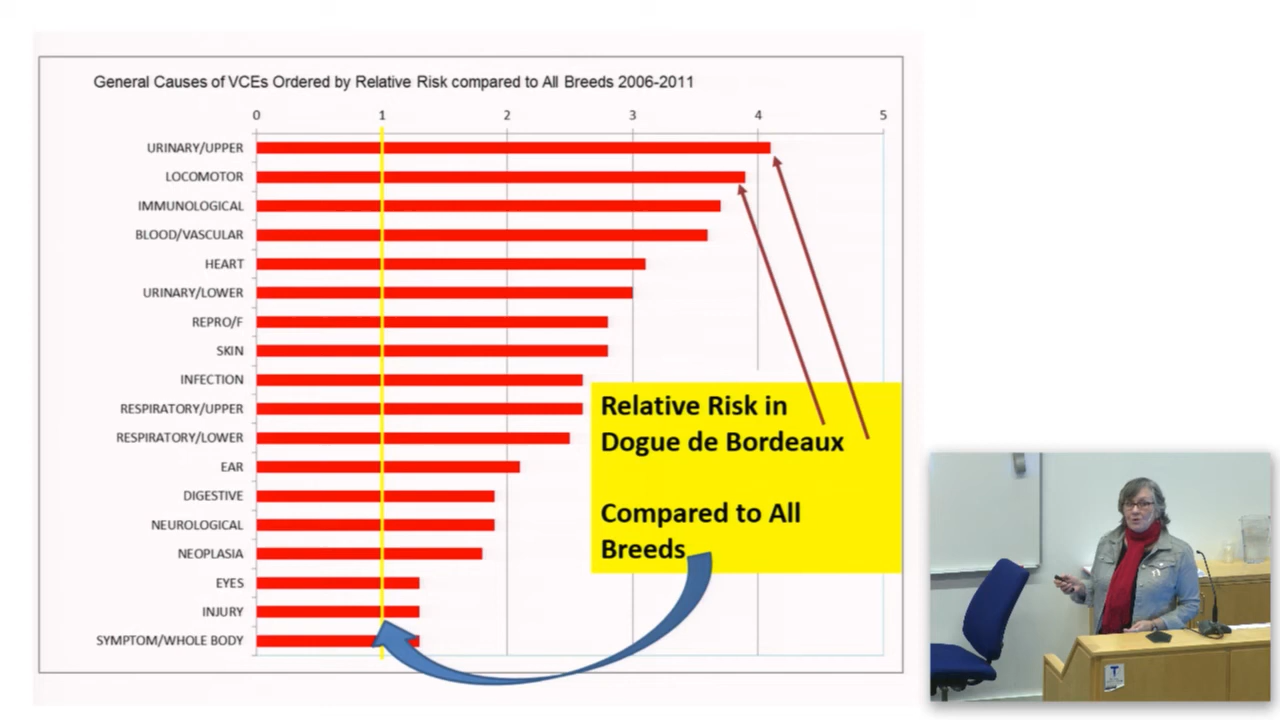 General Causes of VCEs Ordered by Relative Risk compared to All Breeds 2006-2011
0 1 2 3 4 5
URINARY/UPPER
LOCOMOTOR
IMMUNOLOGICAL
BLOOD/VASCULAR
HEART
URINARY/LOWER
REPRO/F
SKIN
INFECTION
RESPIRATORY/UPPER
RESPIRATORY/LOWER
EAR
DIGESTIVE
NEUROLOGICAL
NEOPLASIA
EYES
INJURY
SYMPTOM/WHOLE BODY
Relative Risk in
Dogue de Bordeaux
Compared to All
Breeds